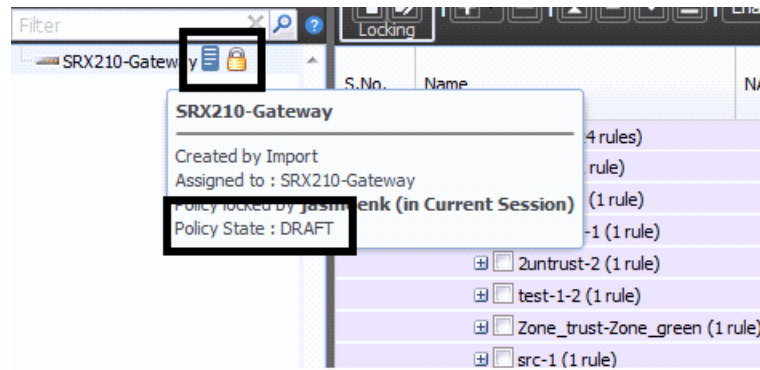 Filter
Locking
SRX210-Gateway
S.No. Name
SRX210-Gateway
4 rules)
Created by Import
rule)
Assigned to : SRX210-Gateway
(1 rule)
Policy locked by (in Current Session)
-1 (1 rule)
Policy State : DRAFT
2untrust-2 (1 rule)
test-1-2 (1 rule)
Zone_trust-Zone_green (1 rule)
src-1 (1 rule)